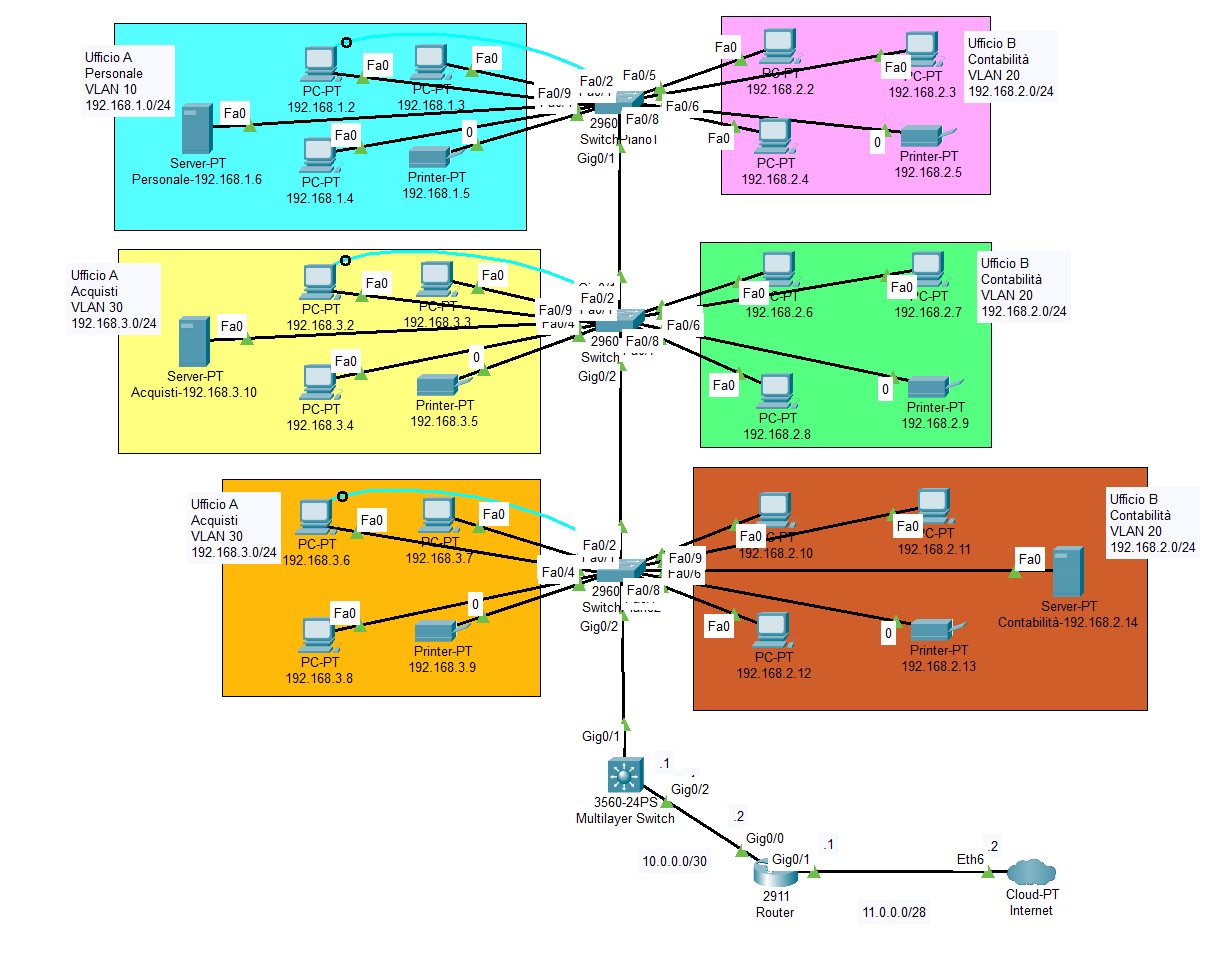 Ufficio A
Personale
VLAN 10
192.168.1.0/24
Fa0
PC-PT
192.168.1.2
Fa0
PC-PT
192.168.1.3
Fa0
Server-PT
Personale-192.168.1.6
Fa0
PC-PT
192.168.1.4
0
Printer-PT
192.168.1.5
Fa0/2
Fa0/5
Fa0/9
Fa0/6
Fa0/8
2960
Gig0/1
Fa0
PC-PT
192.168.2.2
Fa0
PC-PT
192.168.2.3
Ufficio B
Contabilità
VLAN 20
192.168.2.0/24
Fa0
PC-PT
192.168.2.4
0
Printer-PT
192.168.2.5
Ufficio A
Acquisti
VLAN 30
192.168.3.0/24
Fa0
PC-PT
192.168.3.2
Fa0
PC-PT
192.168.3.3
Fa0
Server-PT
Acquisti-192.168.3.10
Fa0
PC-PT
192.168.3.4
0
Printer-PT
192.168.3.5
Fa0/2
Fa0/9
Fa0/4
Fa0/6
Fa0/8
2960
Switch
Gig0/2
Fa0
192.168.2.6
Fa0
PC-PT
192.168.2.7
Ufficio B
Contabilità
VLAN 20
192.168.2.0/24
Fa0
PC-PT
192.168.2.8
0
Printer-PT
192.168.2.9
Ufficio A
Acquisti
VLAN 30
192.168.3.0/24
Fa0
PC-PT
192.168.3.6
Fa0
PC-PT
192.168.3.7
Fa0
PC-PT
192.168.3.8
0
Printer-PT
192.168.3.9
Fa0/2
Fa0/4
Fa0/9
Fa0/6
Fa0/8
2960
Gig0/2
Fa0
192.168.2.10
Fa0
192.168.2.11
Ufficio B
Contabilità
VLAN 20
192.168.2.0/24
Fa0
Server-PT
Contabilità-192.168.2.14
Fa0
PC-PT
192.168.2.12
0
Printer-PT
192.168.2.13
Gig0/1
.1
Gig0/2
3560-24PS
Multilayer Switch
.2
Gig0/0
10.0.0.0/30
Gig0/1
.1
2911
Router
11.0.0.0/28
.2
Eth6
Cloud-PT
Internet